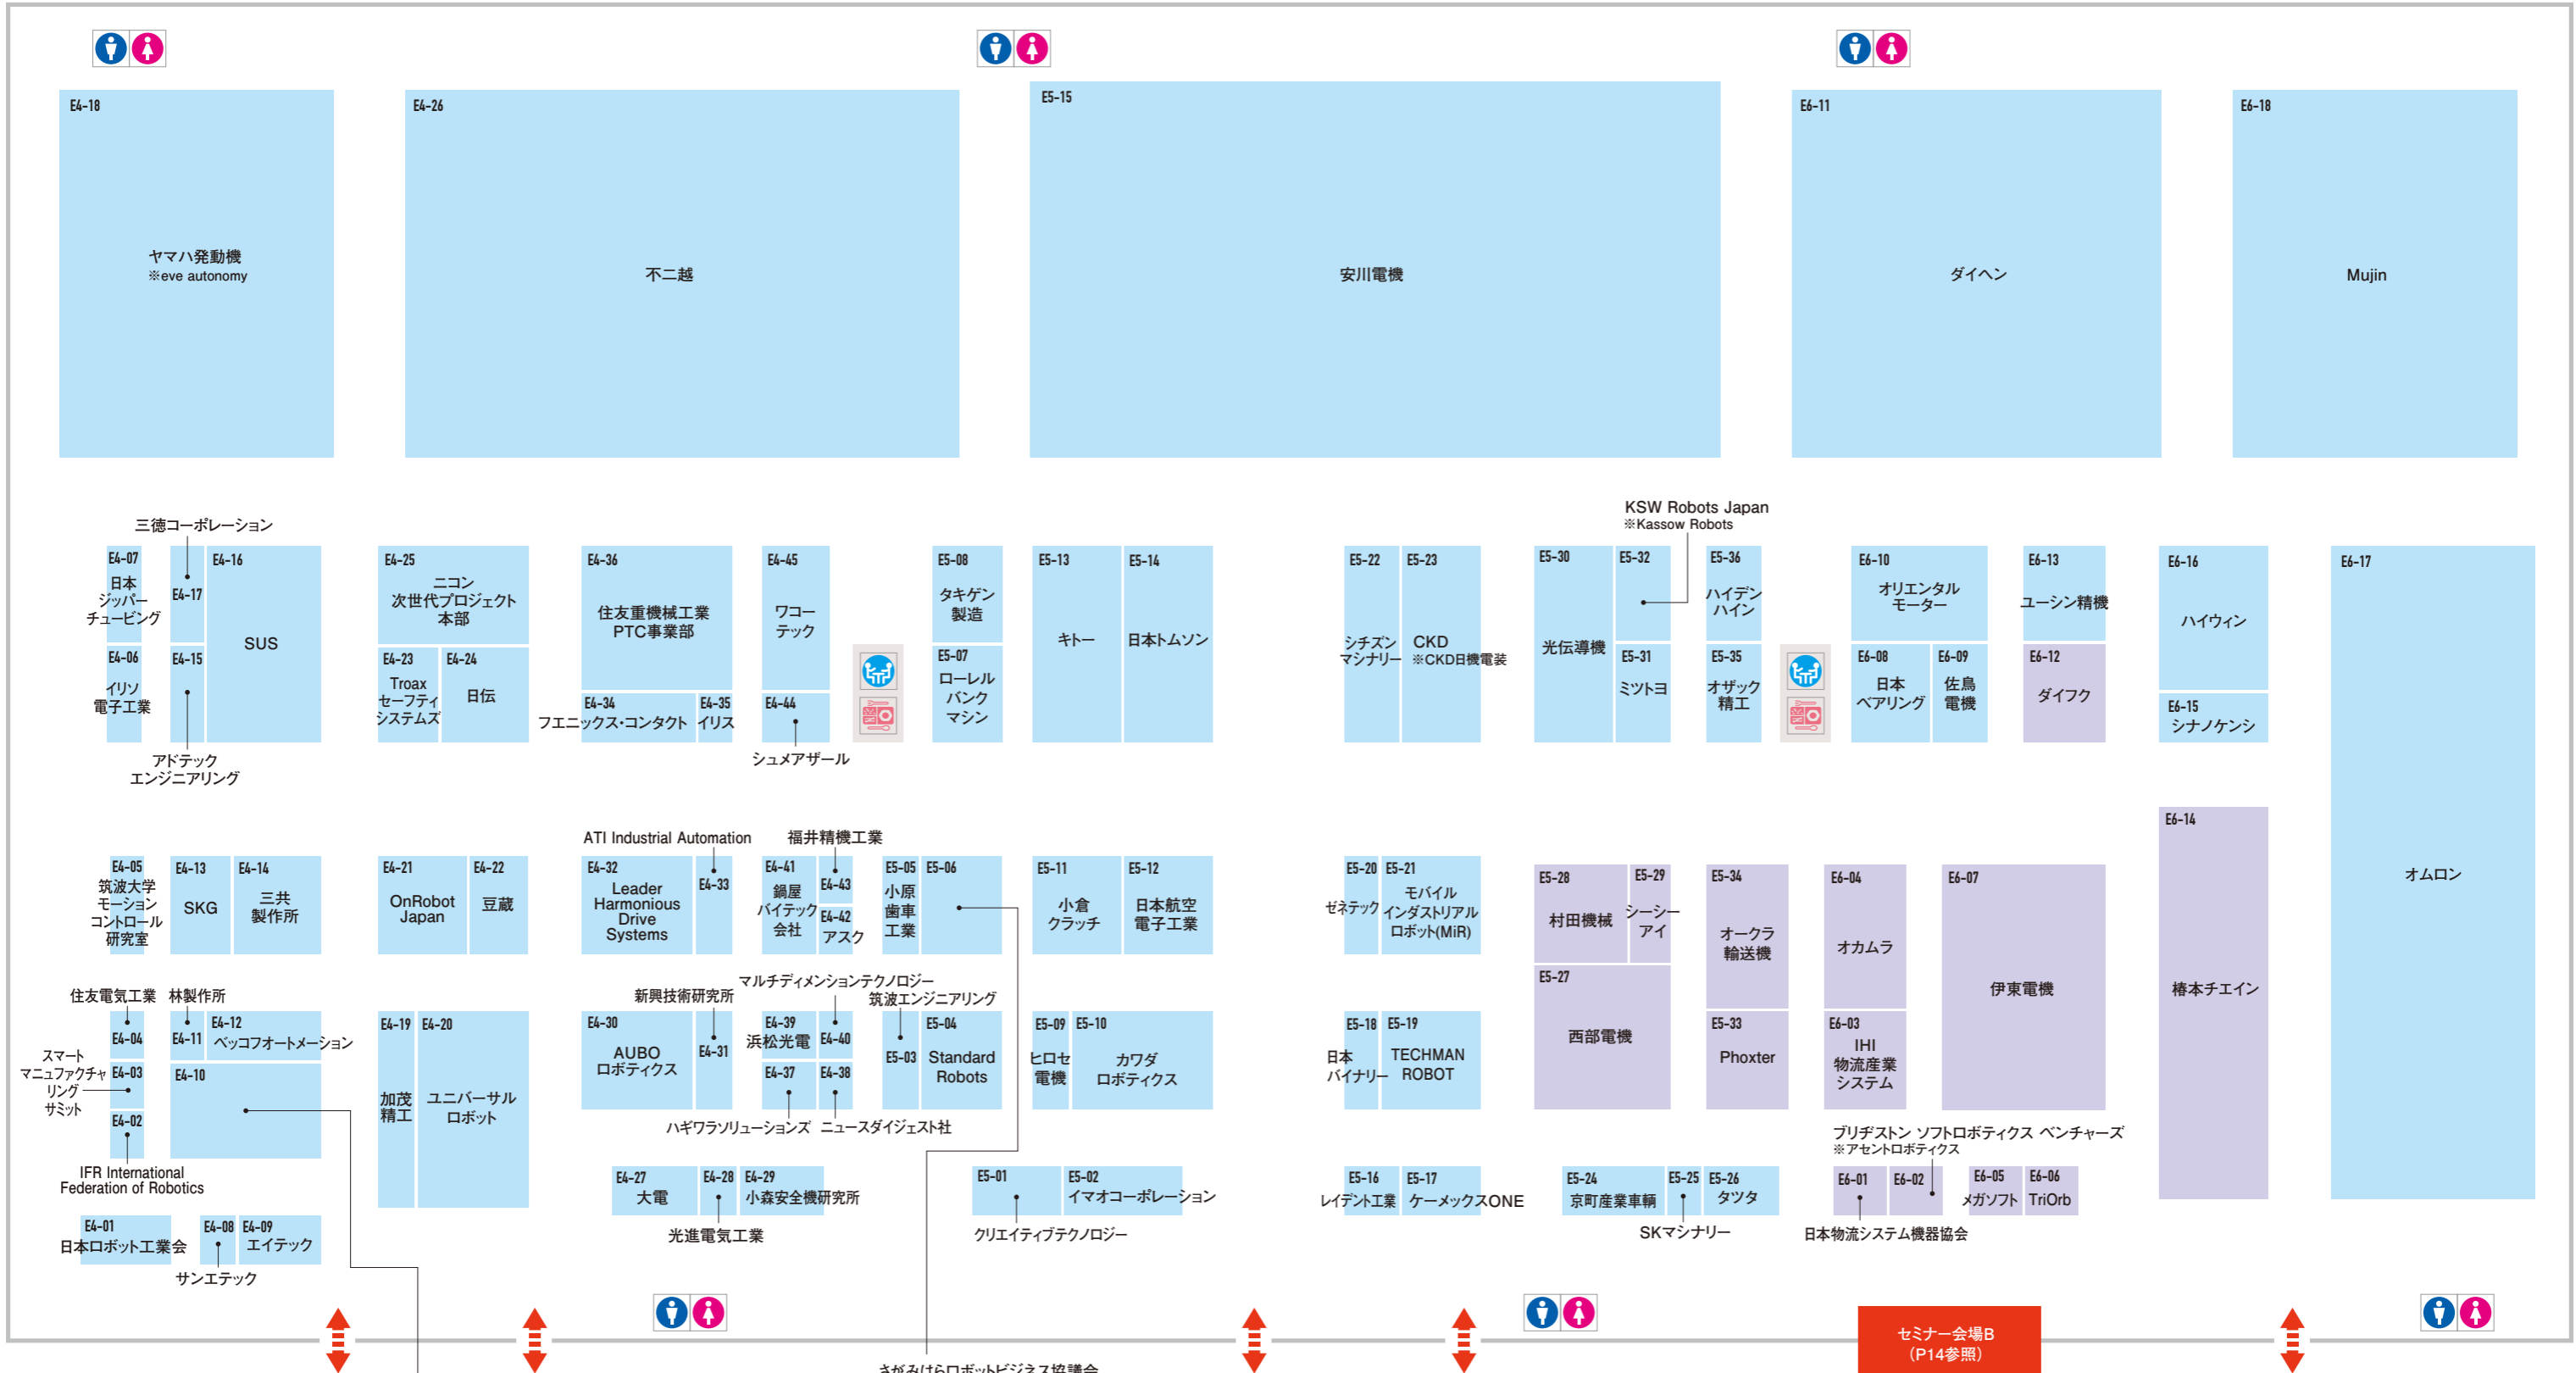 E4-18
ヤマハ発動機
※eve autonomy
E4-26
不二越
E5-15
安川電機
E6-11
ダイヘン
E6-18
Mujin
三徳コーポレーション
E4-07
日本
ジッパー
チュービング
E4-17
E4-16
SUS
E4-06
イリソ
電子工業
E4-15
アドテック
エンジニアリング
E4-25
ニコン
次世代プロジェクト
本部
E4-23
Troax
セーフティ
システムズ
E4-24
日伝
E4-36
住友重機械工業
PTC事業部
E4-34
フエニックス・コンタクト
E4-35
イリス
E4-45
ワコー
テック
E4-44
シュメアザール
E5-08
タキゲン
製造
E5-07
ローレル
バンク
マシン
E5-13
キトー
E5-14
日本トムソン
E5-22
シチズン
マシナリー
E5-23
CKD
※CKD日機電装
KSW Robots Japan
※Kassow Robots
E5-30
光伝導機
E5-32
E5-31
ミツトヨ
E5-36
ハイデン
ハイン
E5-35
オザック
精工
E6-10
オリエンタル
モーター
E6-08
日本
ベアリング
E6-09
佐鳥
電機
E6-13
ユーシン精機
E6-12
ダイフク
E6-16
ハイウィン
E6-15
シナノケンシ
E6-17
オムロン
E4-05
筑波大学
モーション
コントロール
研究室
E4-13
SKG
E4-14
三共
製作所
E4-21
OnRobot
Japan
E4-22
豆蔵
ATI Industrial Automation
E4-32
Leader
Harmonious
Drive
Systems
E4-33
福井精機工業
E4-41
鍋屋
バイテック
会社
E4-43
E4-42
アスク
E5-05
小原
歯車
工業
E5-06
E5-11
小倉
クラッチ
E5-12
日本航空
電子工業
E5-20
ゼネテック
E5-21
モバイル
インダストリアル
ロボット(MiR)
E5-28
村田機械
E5-29
シーシー
アイ
E5-27
西部電機
E5-34
オークラ
輸送機
E5-33
Phoxter
E6-04
オカムラ
E6-03
IHI
物流産業
システム
E6-07
伊東電機
E6-14
椿本チエイン
住友電気工業
E4-04
スマート
マニュファクチャ
リング
サミット
E4-03
E4-02
IFR International
Federation of Robotics
林製作所
E4-11
E4-12
ベッコフオートメーション
E4-10
E4-19
加茂
精工
E4-20
ユニバーサル
ロボット
新興技術研究所
E4-30
AUBO
ロボティクス
E4-31
マルチディメンションテクノロジー
E4-39
浜松光電
E4-40
E4-37
E4-38
ハギワラソリューションズ
ニュースダイジェスト社
筑波エンジニアリング
E5-03
E5-04
Standard
Robots
E5-09
ヒロセ
電機
E5-10
カワダ
ロボティクス
E5-18
日本
バイナリー
E5-19
TECHMAN
ROBOT
E4-01
日本ロボット工業会
E4-08
サンエテック
E4-09
エイテック
E4-27
大電
E4-28
光進電気工業
E4-29
小森安全機研究所
E5-01
クリエイティブテクノロジー
E5-02
イマオコーポレーション
E5-16
レイデント工業
E5-17
ケーメックスONE
E5-24
京町産業車輌
E5-25
SKマシナリー
E5-26
タツタ
ブリヂストン ソフトロボティクス ベンチャーズ
※アセントロボティクス
E6-01
日本物流システム機器協会
E6-02
E6-05
メガソフト
E6-06
TriOrb
セミナー会場B
(P14参照)
さがみはらロボットビジネス協議会